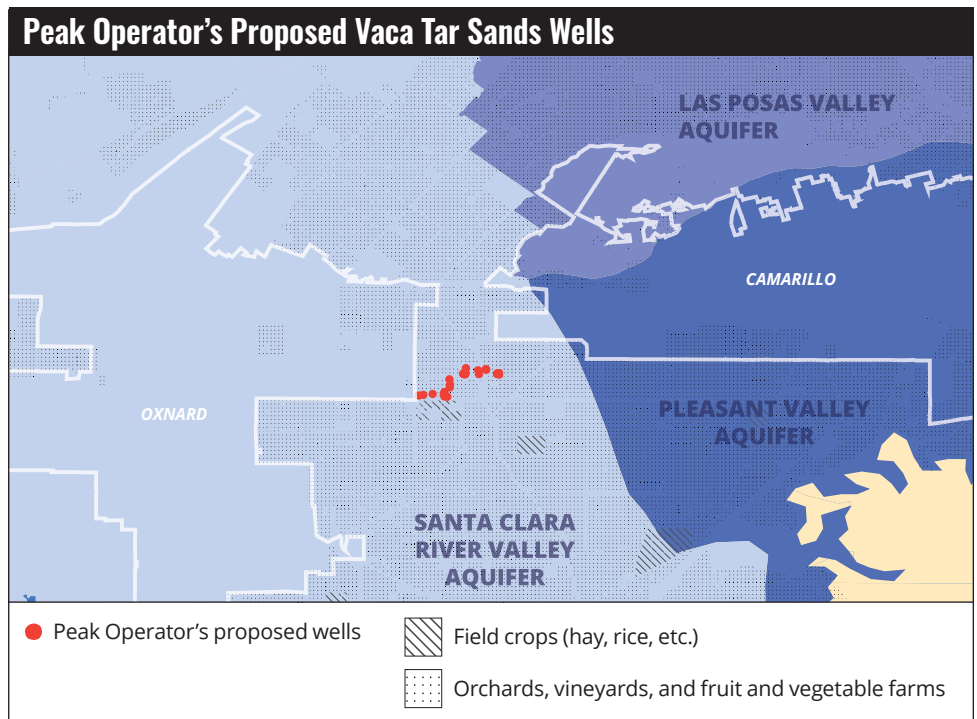 Peak Operator’s Proposed Vaca Tar Sands Wells
LAS POSAS VALLEY
AQUIFER
CAMARILLO
OXNARD
PLEASANT VALLEY
AQUIFER
SANTA CLARA
RIVER VALLEY
AQUIFER
Peak Operator’s proposed wells
Field crops (hay, rice, etc.)
Orchards, vineyards, and fruit and vegetable farms